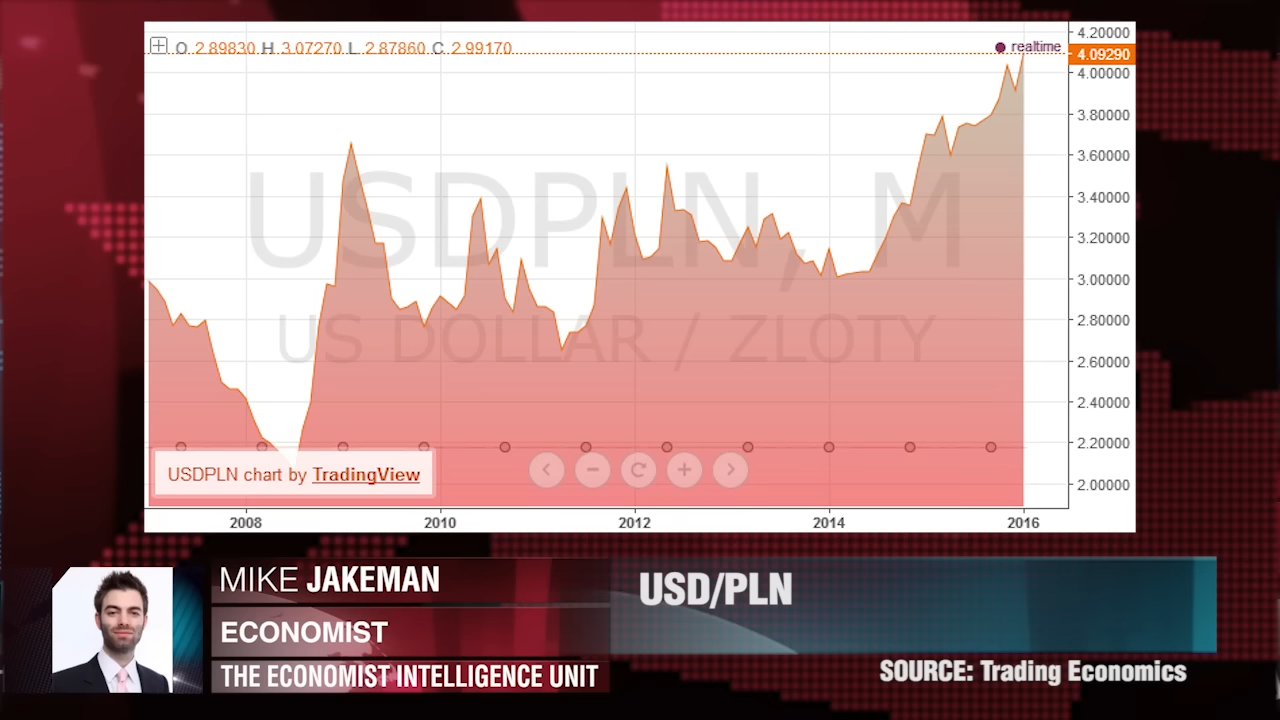 O 2.89830 H 3.07270 L 2.87860 C 2.99170
realtime
4.20000
4.09290
4.00000
3.80000
3.60000
3.40000
3.20000
3.00000
2.80000
2.60000
2.40000
2.20000
2.00000
USDPLN, M
US DOLLAR / ZLOTY
USDPLN chart by TradingView
2008 2010 2012 2014 2016
MIKE JAKEMAN
ECONOMIST
THE ECONOMIST INTELLIGENCE UNIT
USD/PLN
SOURCE: Trading Economics